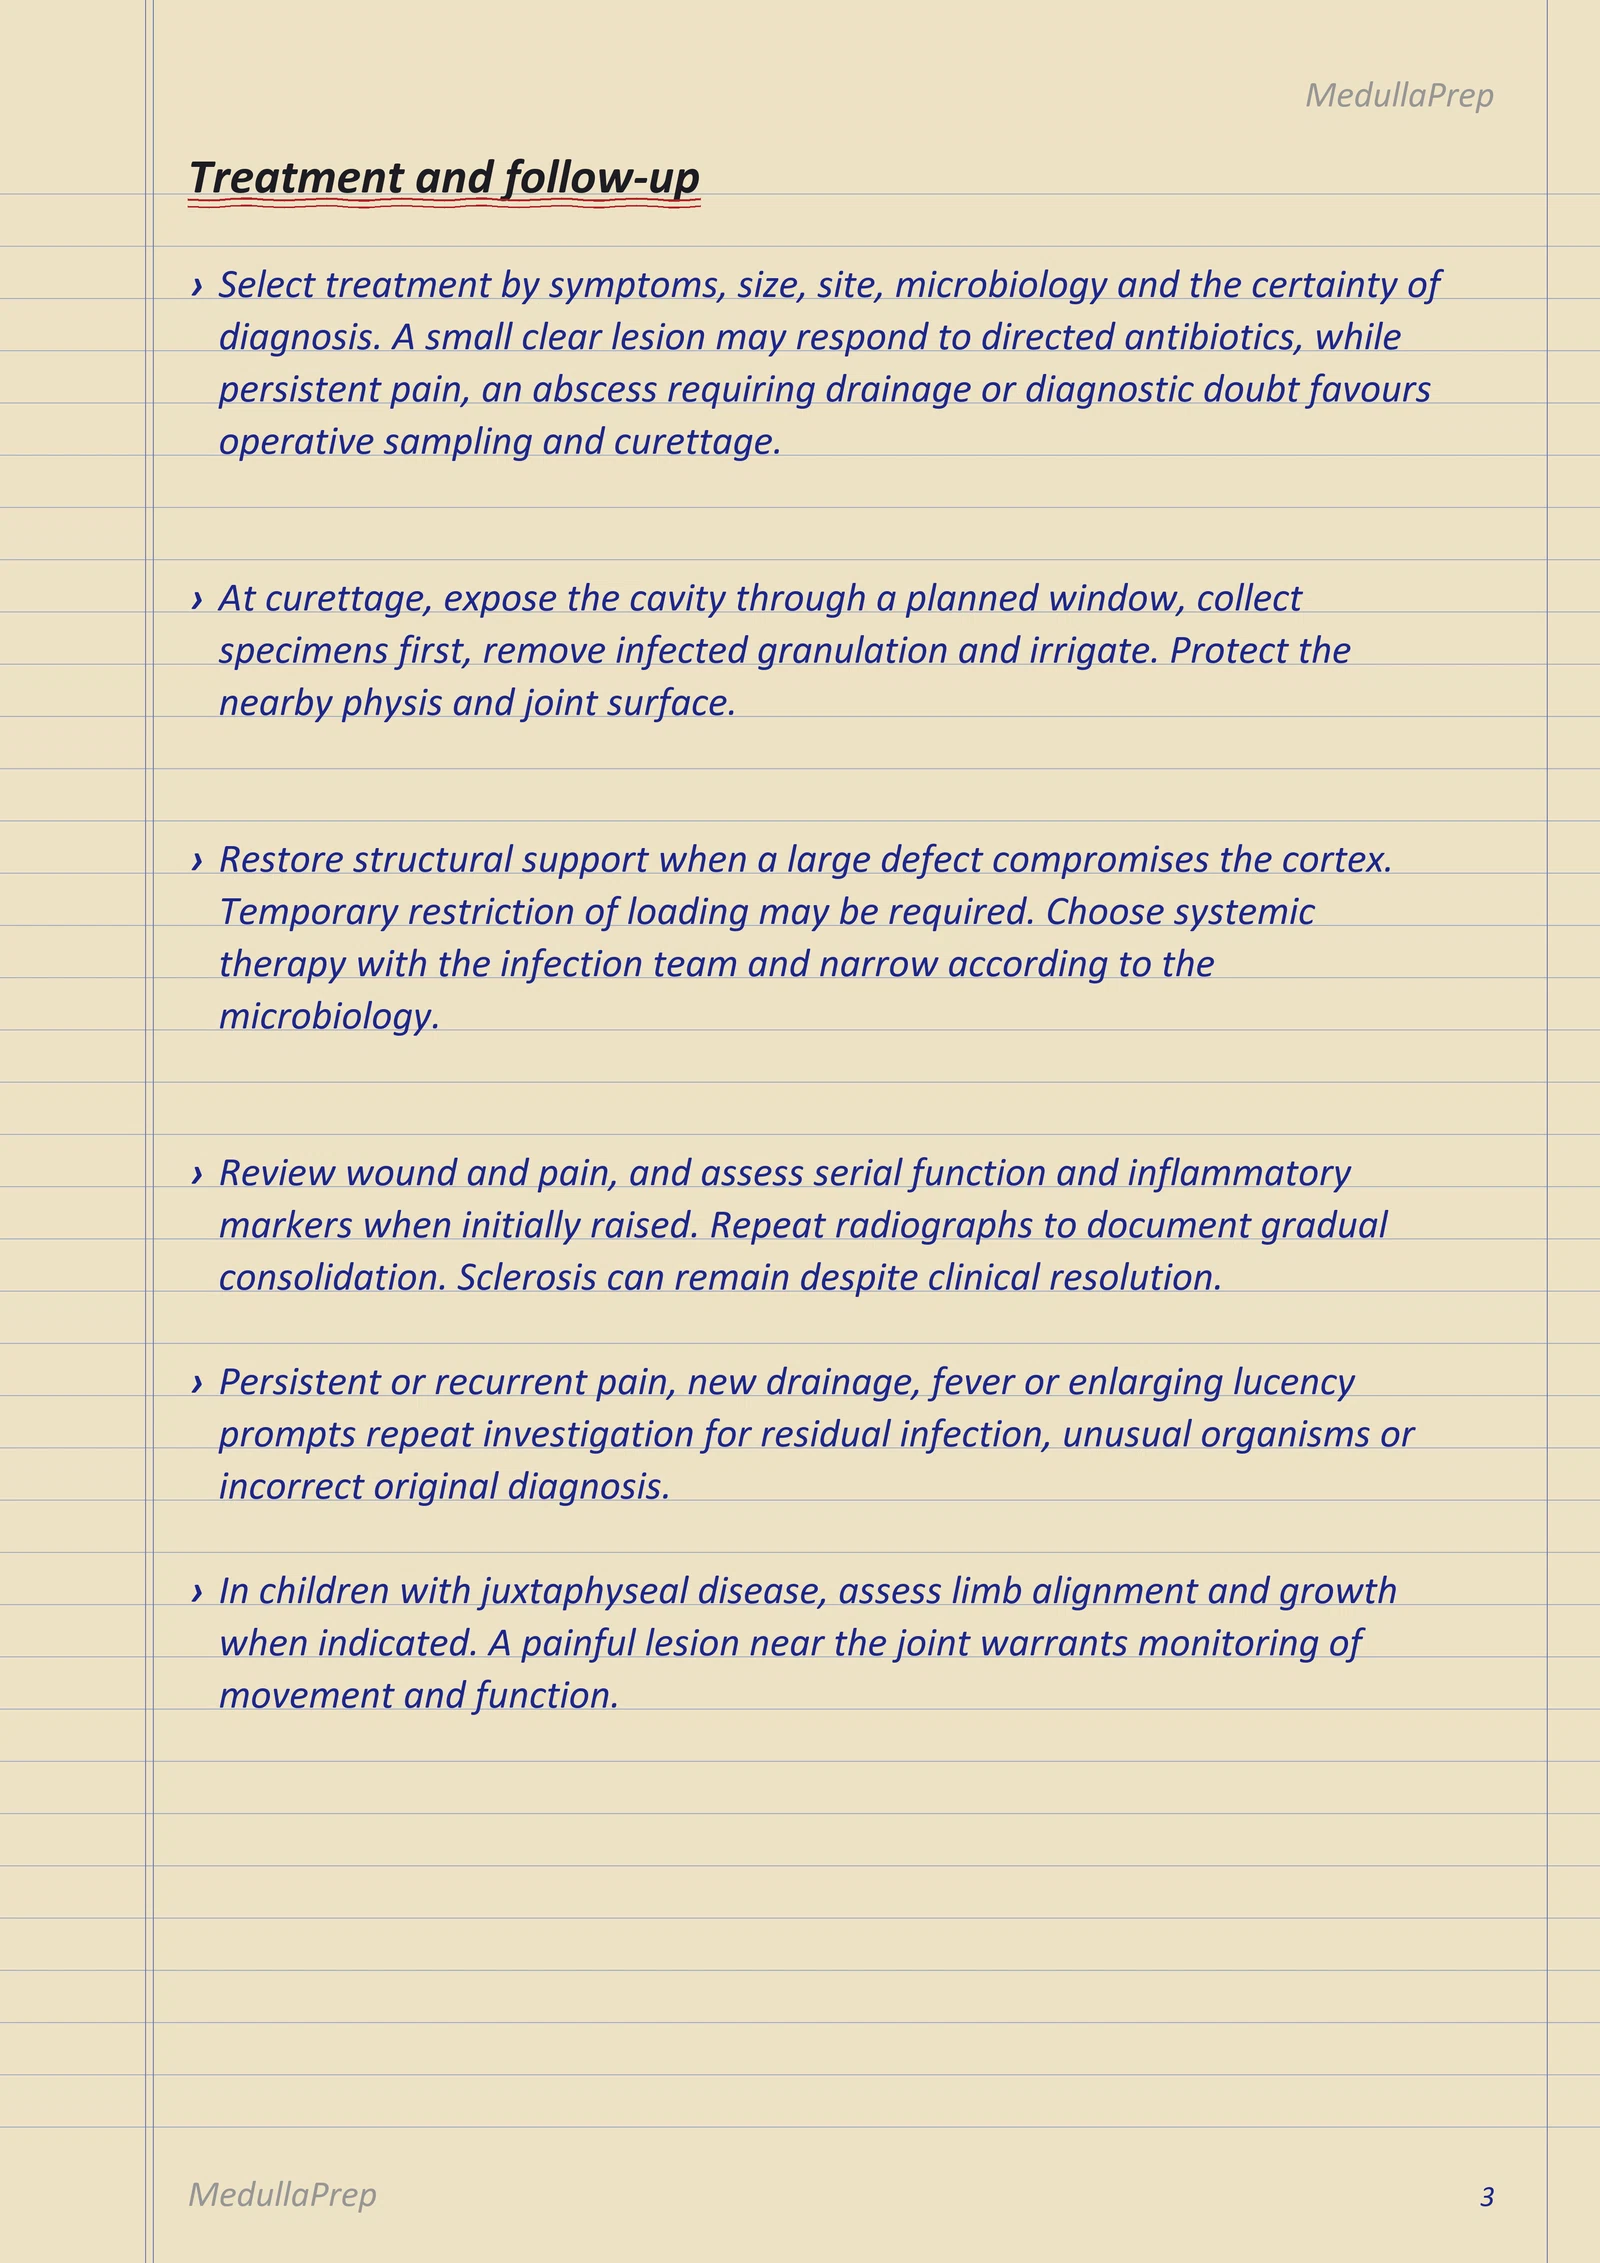 MedullaPrep
Treatment and follow-up
› Select treatment by symptoms, size, site, microbiology and the certainty of
diagnosis. A small clear lesion may respond to directed antibiotics, while
persistent pain, an abscess requiring drainage or diagnostic doubt favours
operative sampling and curettage.
› At curettage, expose the cavity through a planned window, collect
specimens first, remove infected granulation and irrigate. Protect the
nearby physis and joint surface.
› Restore structural support when a large defect compromises the cortex.
Temporary restriction of loading may be required. Choose systemic
therapy with the infection team and narrow according to the
microbiology.
› Review wound and pain, and assess serial function and inflammatory
markers when initially raised. Repeat radiographs to document gradual
consolidation. Sclerosis can remain despite clinical resolution.
› Persistent or recurrent pain, new drainage, fever or enlarging lucency
prompts repeat investigation for residual infection, unusual organisms or
incorrect original diagnosis.
› In children with juxtaphyseal disease, assess limb alignment and growth
when indicated. A painful lesion near the joint warrants monitoring of
movement and function.
MedullaPrep
3